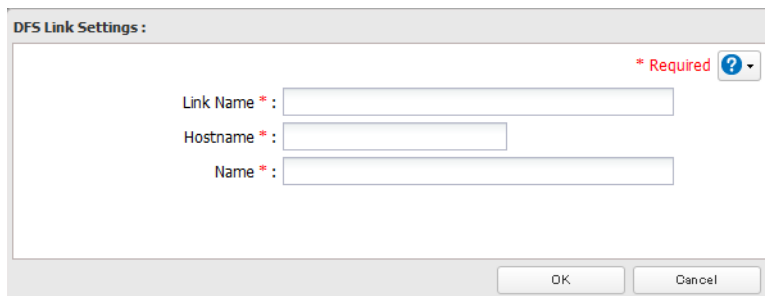 DFS Link Settings :
* Required ?
Link Name * :
Hostname * :
Name * :
OK Cancel